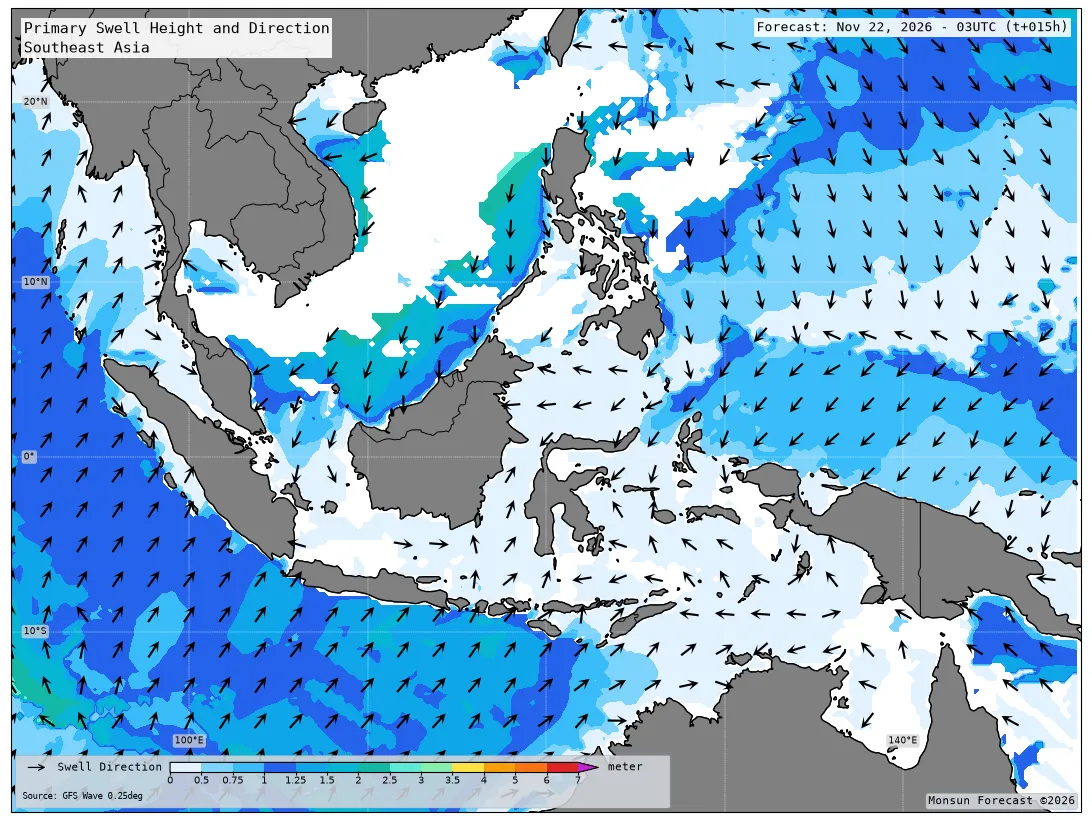 Primary Swell Height and Direction
Southeast Asia
Forecast: Nov 22, 2026 - 03UTC (t+015h)
20°N
10°N
0°
10°S
100°E
140°E
Swell Direction
0 0.5 0.75 1 1.25 1.5 2 2.5 3 3.5 4 5 6 7
meter
Source: GFS Wave 0.25deg
Monsun Forecast ©2026